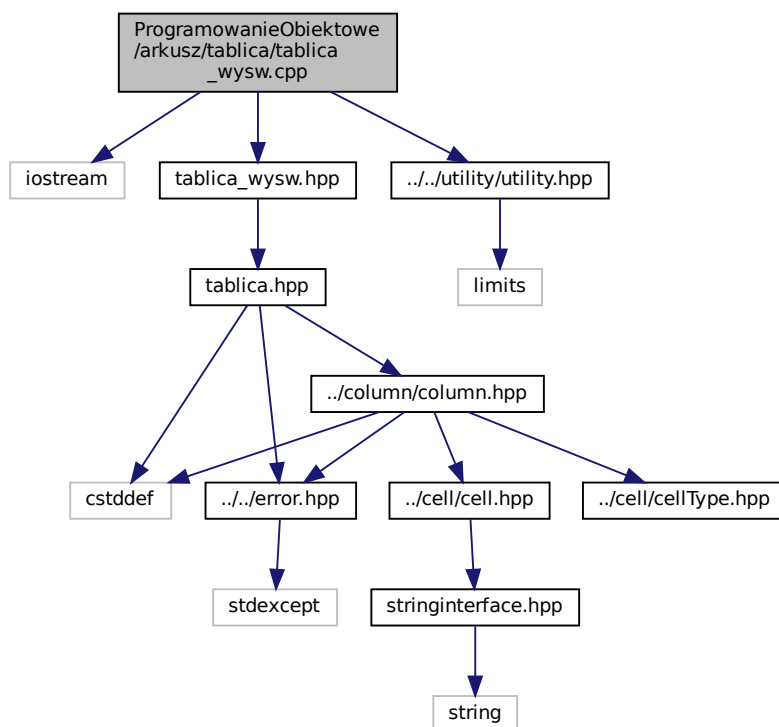 ProgramowanieObiektowe
/arkusz/tablica/tablica
_wysw.cpp
iostream
tablica_wysw.hpp
../../utility/utility.hpp
tablica.hpp
limits
../column/column.hpp
cstddef
../../error.hpp
../cell/cell.hpp
../cell/cellType.hpp
stdexcept
stringinterface.hpp
string